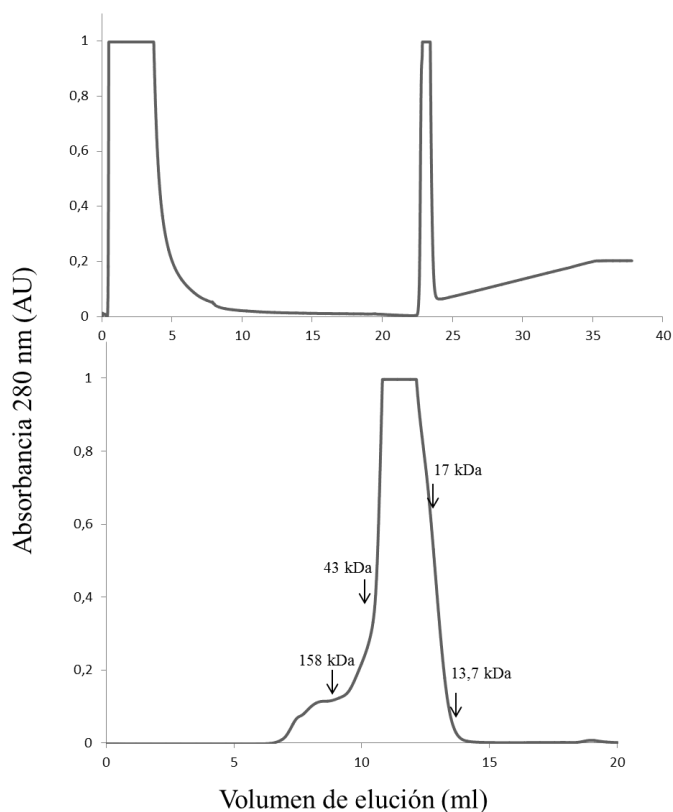 1
0,8
0,6
0,4
0,2
0
0 5 10 15 20 25 30 35 40
Absorbancia 280 nm (AU)
1
0,8
0,6
0,4
0,2
0
17 kDa
43 kDa
158 kDa
13,7 kDa
0 5 10 15 20
Volumen de elución (ml)